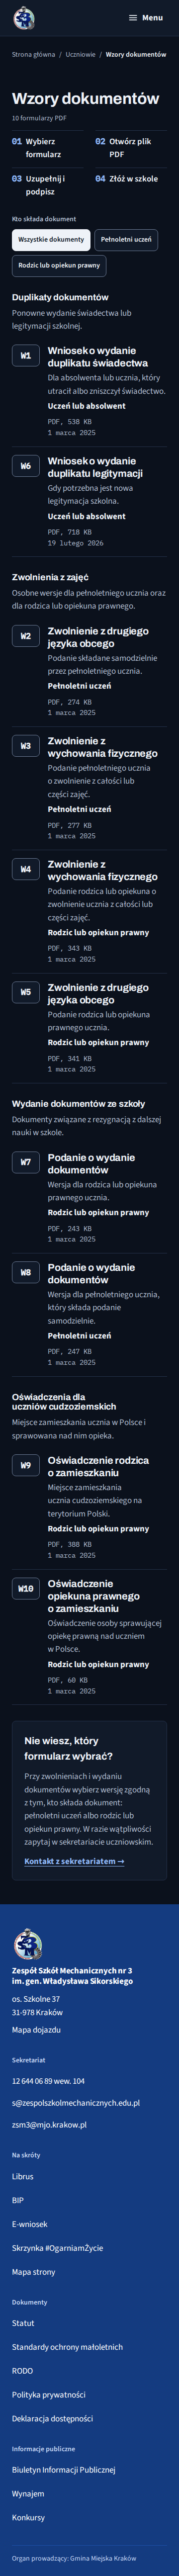 Menu
Strona główna / Uczniowie / Wzory dokumentów
Wzory dokumentów
10 formularzy PDF
01 Wybierz
formularz
02 Otwórz plik
PDF
03 Uzupełnij i
podpisz
04 Złóż w szkole
Kto składa dokument
Wszystkie dokumenty
Pełnoletni uczeń
Rodzic lub opiekun prawny
Duplikaty dokumentów
Ponowne wydanie świadectwa lub
legitymacji szkolnej.
W1
Wniosek o wydanie
duplikatu świadectwa
Dla absolwenta lub ucznia, który
utracił albo zniszczył świadectwo.
Uczeń lub absolwent
PDF, 538 KB
1 marca 2025
W6
Wniosek o wydanie
duplikatu legitymacji
Gdy potrzebna jest nowa
legitymacja szkolna.
Uczeń lub absolwent
PDF, 718 KB
19 lutego 2026
Zwolnienia z zajęć
Osobne wersje dla pełnoletniego ucznia oraz
dla rodzica lub opiekuna prawnego.
W2
Zwolnienie z drugiego
języka obcego
Podanie składane samodzielnie
przez pełnoletniego ucznia.
Pełnoletni uczeń
PDF, 274 KB
1 marca 2025
W3
Zwolnienie z
wychowania fizycznego
Podanie pełnoletniego ucznia
o zwolnienie z całości lub
części zajęć.
Pełnoletni uczeń
PDF, 277 KB
1 marca 2025
W4
Zwolnienie z
wychowania fizycznego
Podanie rodzica lub opiekuna o
zwolnienie ucznia z całości lub
części zajęć.
Rodzic lub opiekun prawny
PDF, 343 KB
1 marca 2025
W5
Zwolnienie z drugiego
języka obcego
Podanie rodzica lub opiekuna
prawnego ucznia.
Rodzic lub opiekun prawny
PDF, 341 KB
1 marca 2025
Wydanie dokumentów ze szkoły
Dokumenty związane z rezygnacją z dalszej
nauki w szkole.
W7
Podanie o wydanie
dokumentów
Wersja dla rodzica lub opiekuna
prawnego ucznia.
Rodzic lub opiekun prawny
PDF, 243 KB
1 marca 2025
W8
Podanie o wydanie
dokumentów
Wersja dla pełnoletniego ucznia,
który składa podanie
samodzielnie.
Pełnoletni uczeń
PDF, 247 KB
1 marca 2025
Oświadczenia dla
uczniów cudzoziemskich
Miejsce zamieszkania ucznia w Polsce i
sprawowana nad nim opieka.
W9
Oświadczenie rodzica
o zamieszkaniu
Miejsce zamieszkania
ucznia cudzoziemskiego na
terytorium Polski.
Rodzic lub opiekun prawny
PDF, 388 KB
1 marca 2025
W10
Oświadczenie
opiekuna prawnego
o zamieszkaniu
Oświadczenie osoby sprawującej
opiekę prawną nad uczniem
w Polsce.
Rodzic lub opiekun prawny
PDF, 60 KB
1 marca 2025
Nie wiesz, który
formularz wybrać?
Przy zwolnieniach i wydaniu
dokumentów wybierz wersję zgodną
z tym, kto składa dokument:
pełnoletni uczeń albo rodzic lub
opiekun prawny. W razie wątpliwości
zapytaj w sekretariacie uczniowskim.
Kontakt z sekretariatem →
Zespół Szkół Mechanicznych nr 3
im. gen. Władysława Sikorskiego
os. Szkolne 37
31-978 Kraków
Mapa dojazdu
Sekretariat
12 644 06 89 wew. 104
s@zespolszkolmechanicznych.edu.pl
zsm3@mjo.krakow.pl
Na skróty
Librus
BIP
E-wniosek
Skrzynka #OgarniamŻycie
Mapa strony
Dokumenty
Statut
Standardy ochrony małoletnich
RODO
Polityka prywatności
Deklaracja dostępności
Informacje publiczne
Biuletyn Informacji Publicznej
Wynajem
Konkursy
Organ prowadzący: Gmina Miejska Kraków